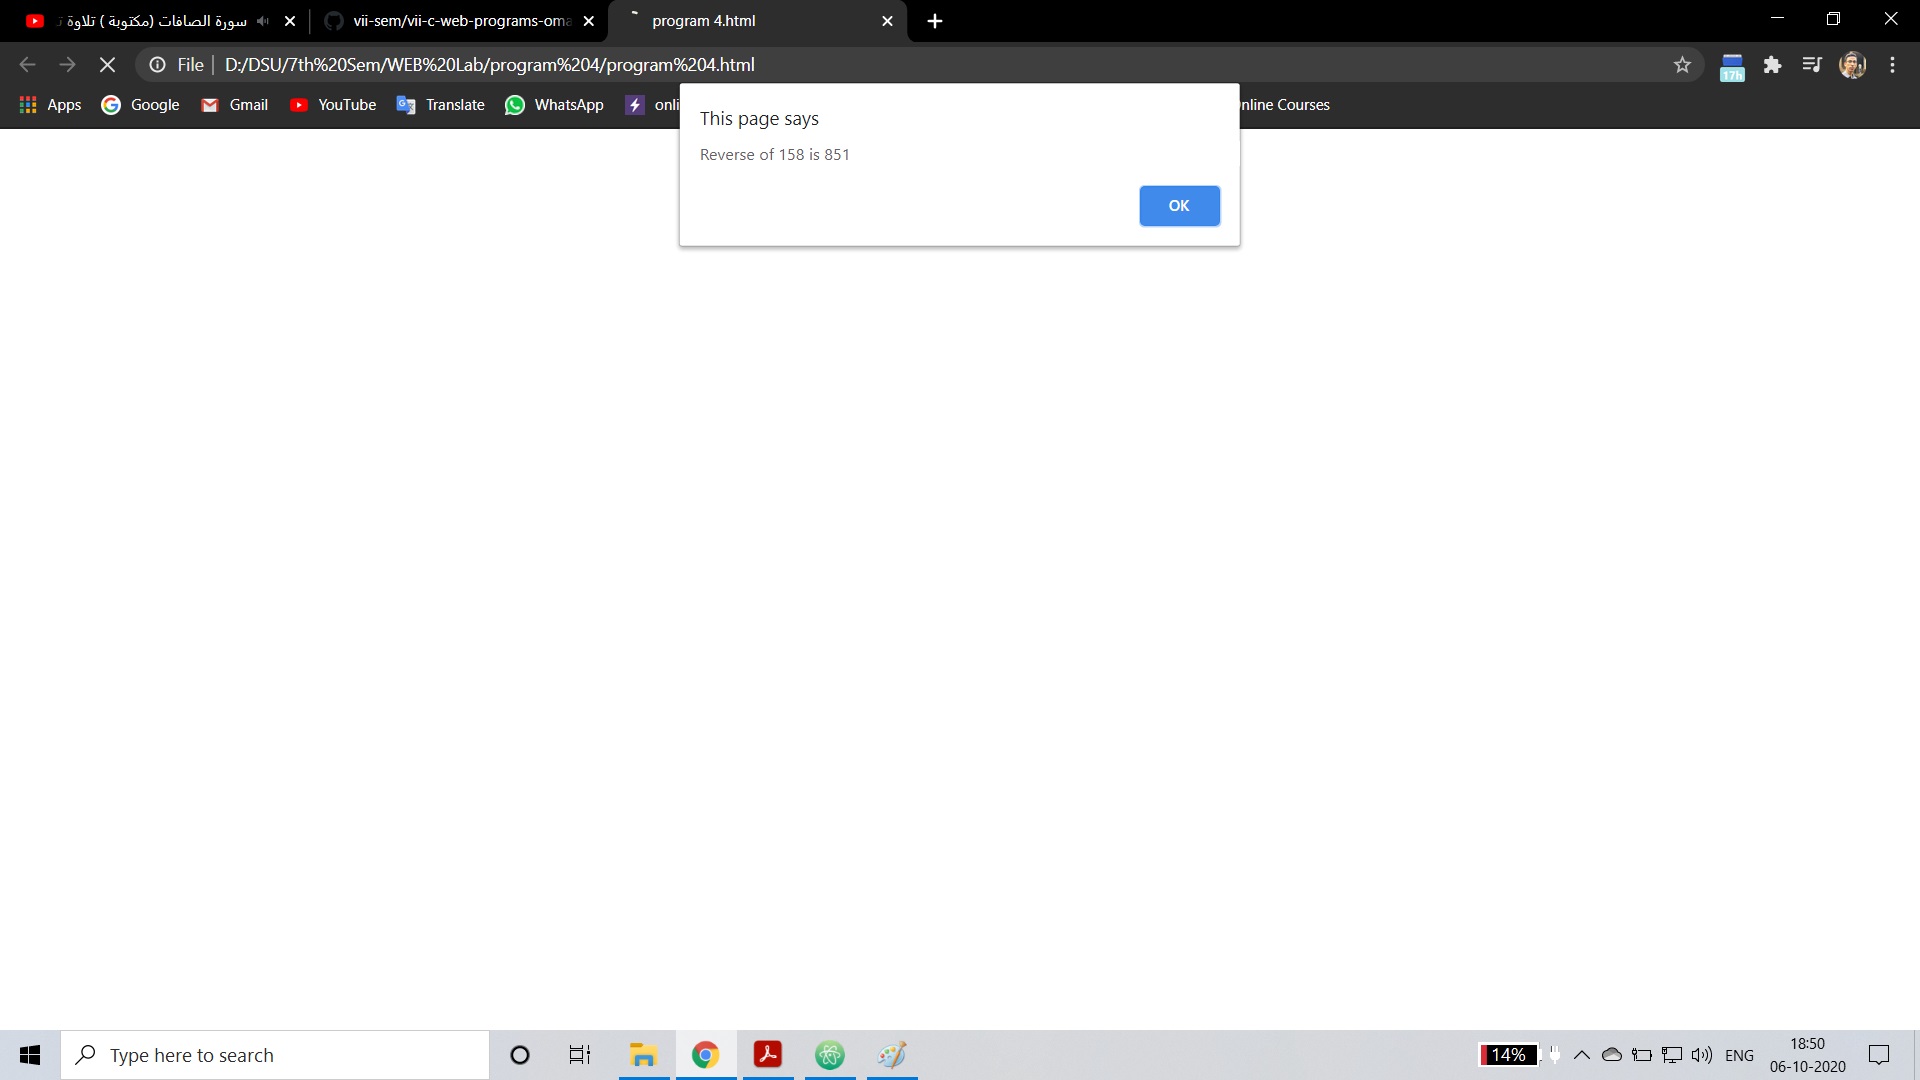 سورة الصافات (مكتوبة ) تلاوة
vii-sem/vii-c-web-programs-oma
program 4.html
File
D:/DSU/7th%20Sem/WEB%20Lab/program%204/program%204.html
17h
Apps
Google
Gmail
YouTube
Translate
WhatsApp
onli
nline Courses
This page says
Reverse of 158 is 851
OK
Type here to search
14%
ENG
18:50
06-10-2020